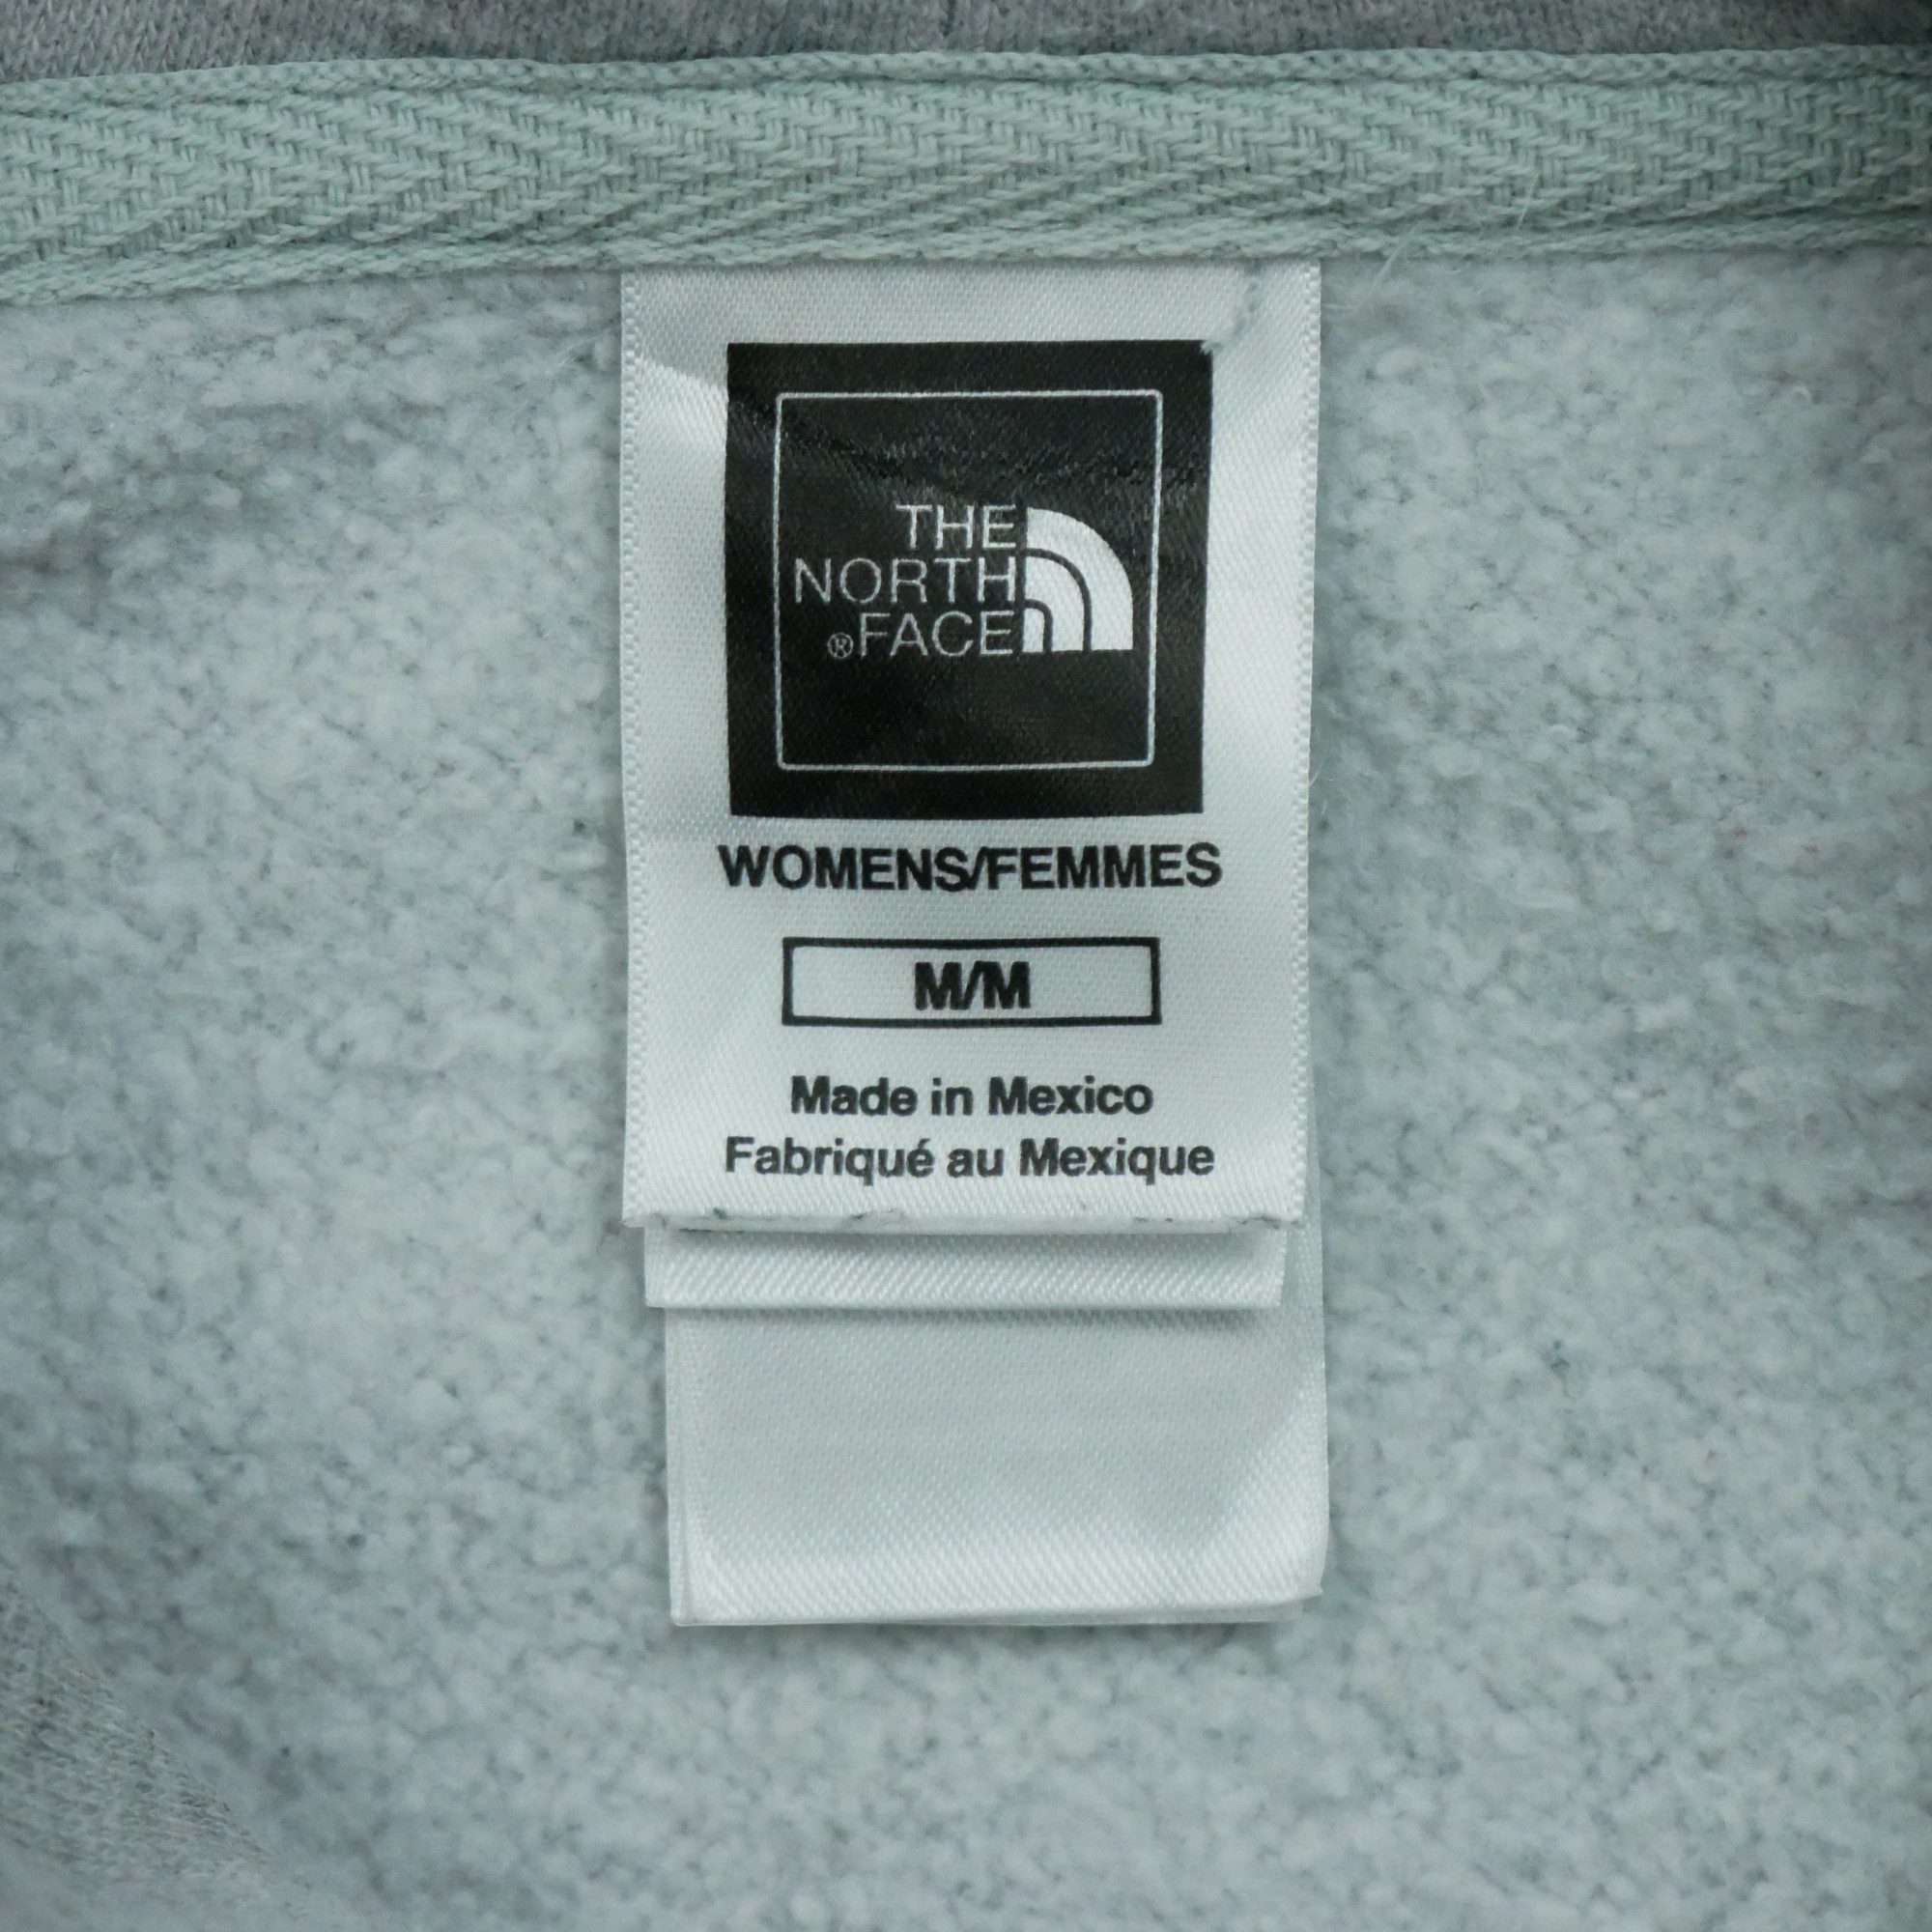 THE
NORTH
®FACE
WOMENS/FEMMES
M/M
Made in Mexico
Fabriqué au Mexique